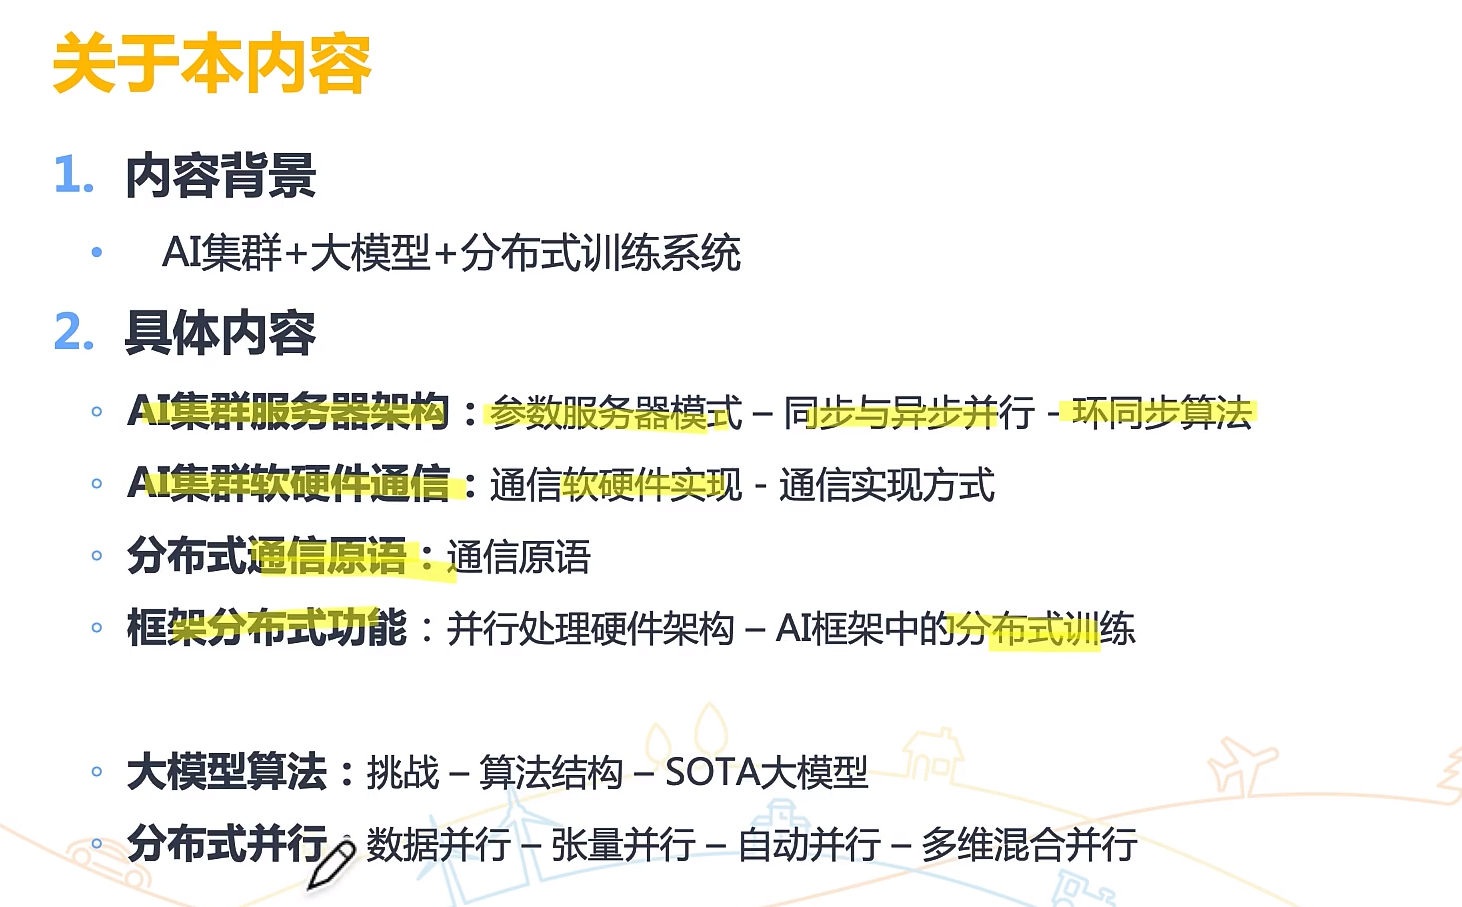 关于本内容
1. 内容背景
• AI集群+大模型+分布式训练系统
2. 具体内容
◦ AI集群服务器架构：参数服务器模式 – 同步与异步并行 - 环同步算法
◦ AI集群软硬件通信：通信软硬件实现 - 通信实现方式
◦ 分布式通信原语：通信原语
◦ 框架分布式功能：并行处理硬件架构 – AI框架中的分布式训练
◦ 大模型算法：挑战 – 算法结构 – SOTA大模型
◦ 分布式并行：数据并行 – 张量并行 – 自动并行 – 多维混合并行